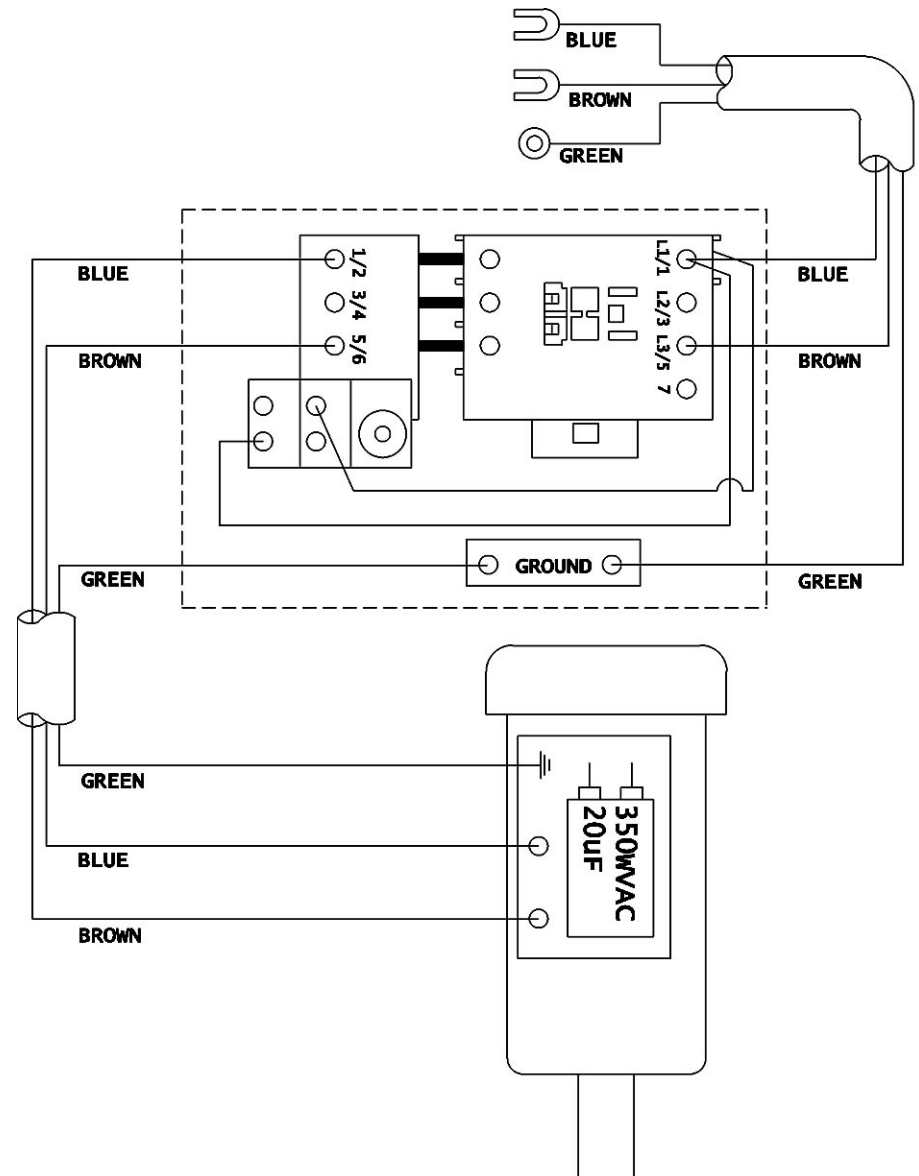 BLUE
BROWN
GREEN
1/2
3/4
5/6
L1/1
L2/3
L3/5
7
BLUE
BROWN
BLUE
BROWN
GREEN
GROUND
GREEN
GREEN
BLUE
BROWN
350WVAC
20uF